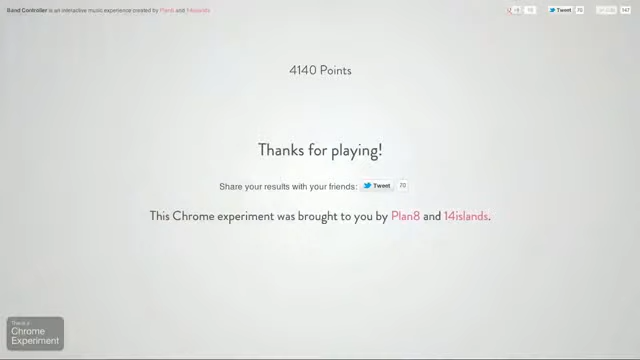 Band Controller is an interactive music experience created by Plan8 and 14islands
Tweet 70
4140 Points
Thanks for playing!
Share your results with your friends: Tweet 70
This Chrome experiment was brought to you by Plan8 and 14islands.
Chrome
Experiment